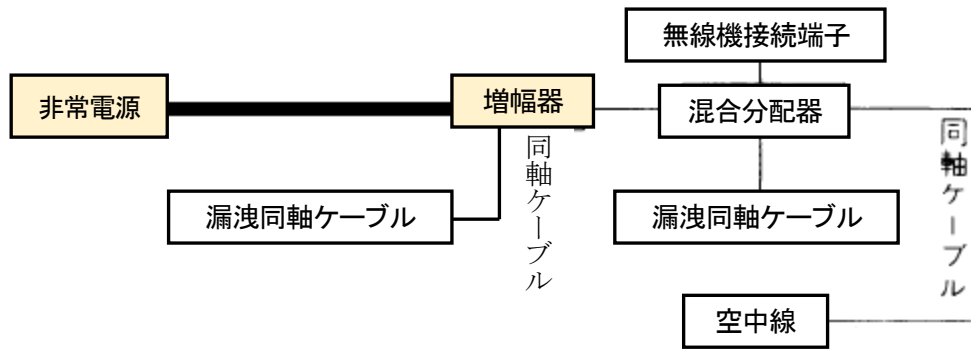 無線機接続端子
非常電源
増幅器
混合分配器
同軸ケーブル
同軸ケーブル
漏洩同軸ケーブル
漏洩同軸ケーブル
空中線